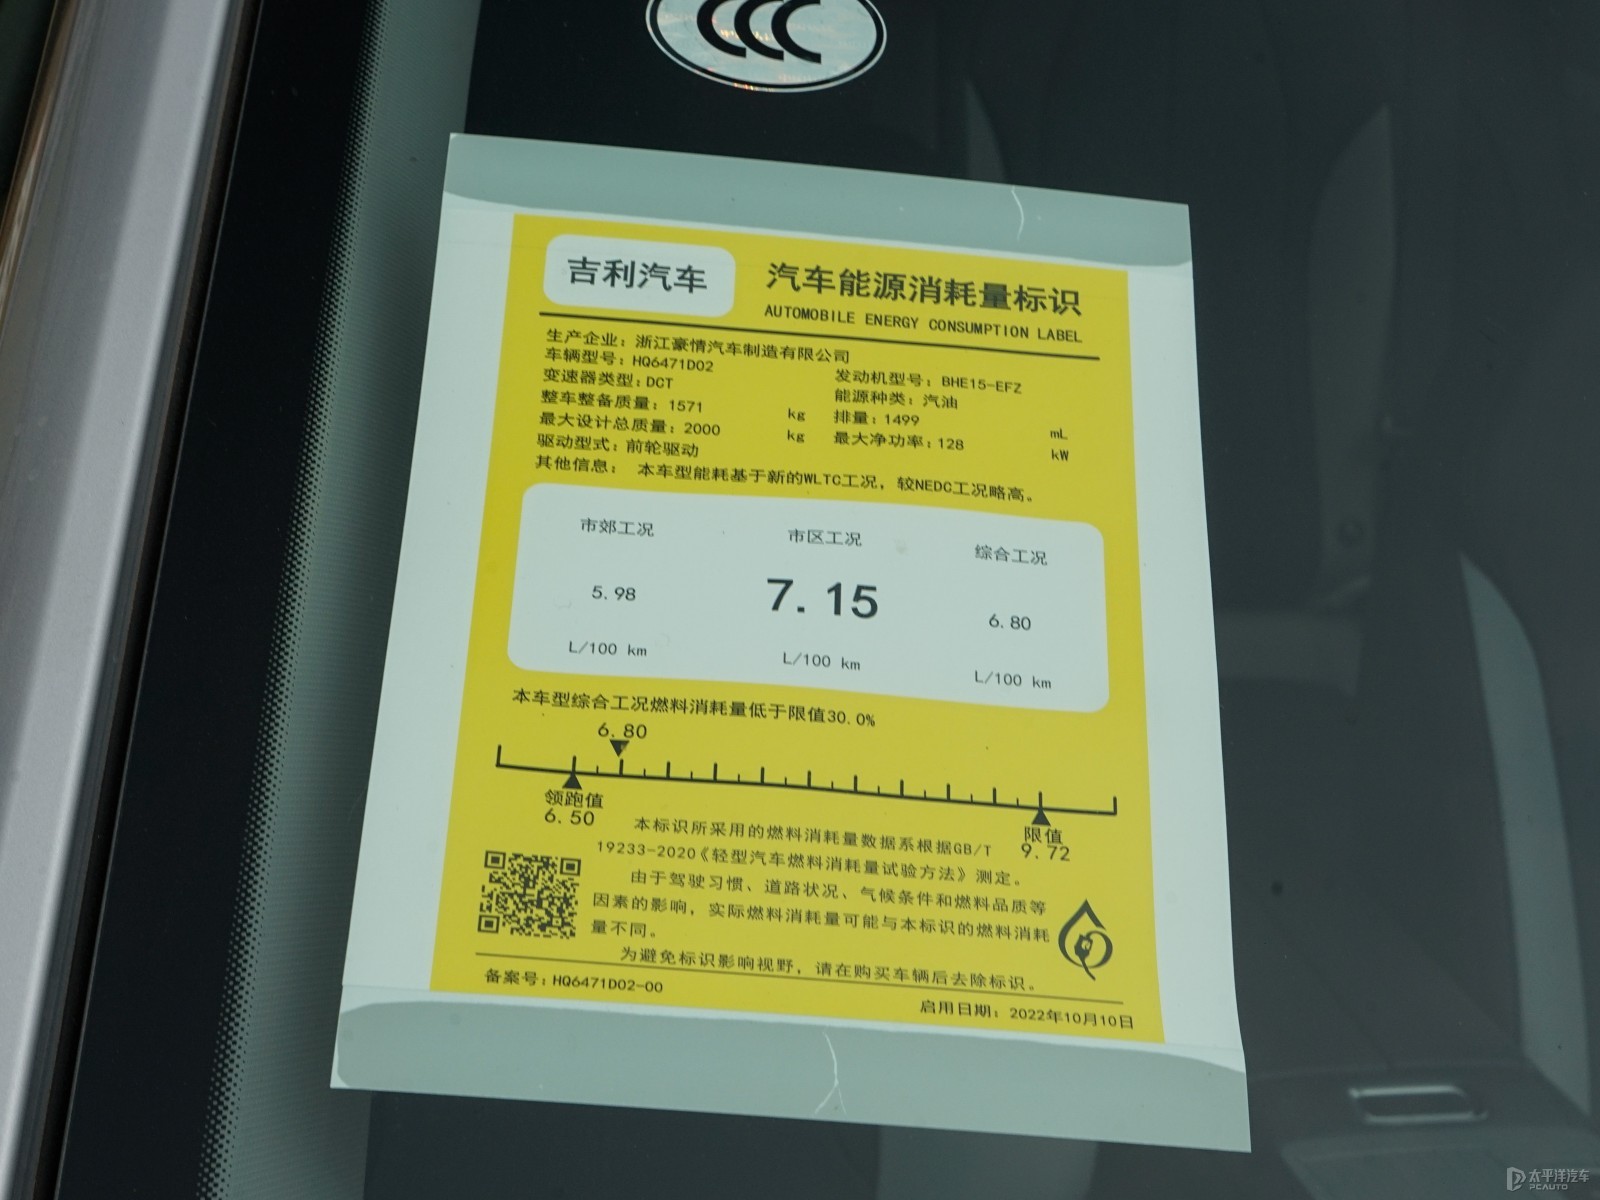 CCC
吉利汽车
汽车能源消耗量标识
AUTOMOBILE ENERGY CONSUMPTION LABEL
生产企业：浙江豪情汽车制造有限公司
车辆型号：HQ6471D02
发动机型号：BHE15-EFZ
变速器类型：DCT
能源种类：汽油
整车整备质量：1571 kg
排量：1499 mL
最大设计总质量：2000 kg
最大净功率：128 kW
驱动型式：前轮驱动
其他信息： 本车型能耗基于新的WLTC工况，较NEDC工况略高。
市郊工况 市区工况 综合工况
5.98 7.15 6.80
L/100 km L/100 km L/100 km
本车型综合工况燃料消耗量低于限值30.0%
6.80
领跑值 限值
6.50 9.72
本标识所采用的燃料消耗量数据系根据GB/T
19233-2020《轻型汽车燃料消耗量试验方法》测定。
由于驾驶习惯、道路状况、气候条件和燃料品质等
因素的影响，实际燃料消耗量可能与本标识的燃料消耗
量不同。
为避免标识影响视野，请在购买车辆后去除标识。
备案号：HQ6471D02-00
启用日期：2022年10月10日
太平洋汽车
PCAUTO